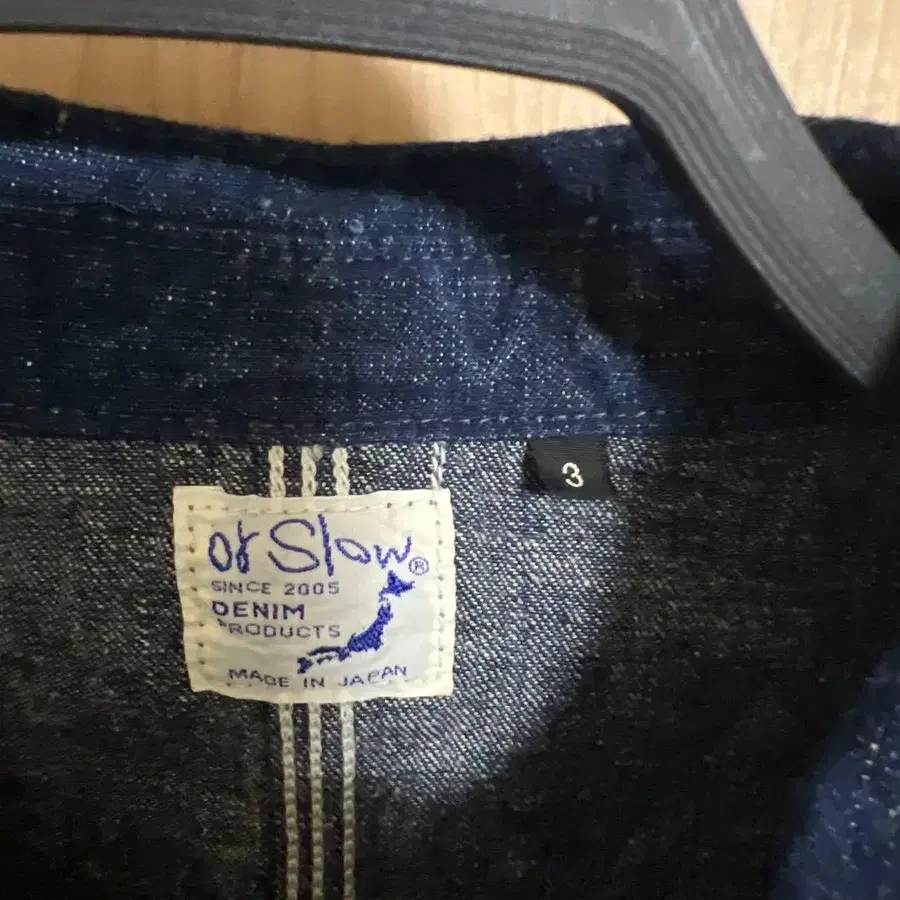 or Slow®
SINCE 2005
DENIM
PRODUCTS
MADE IN JAPAN
3